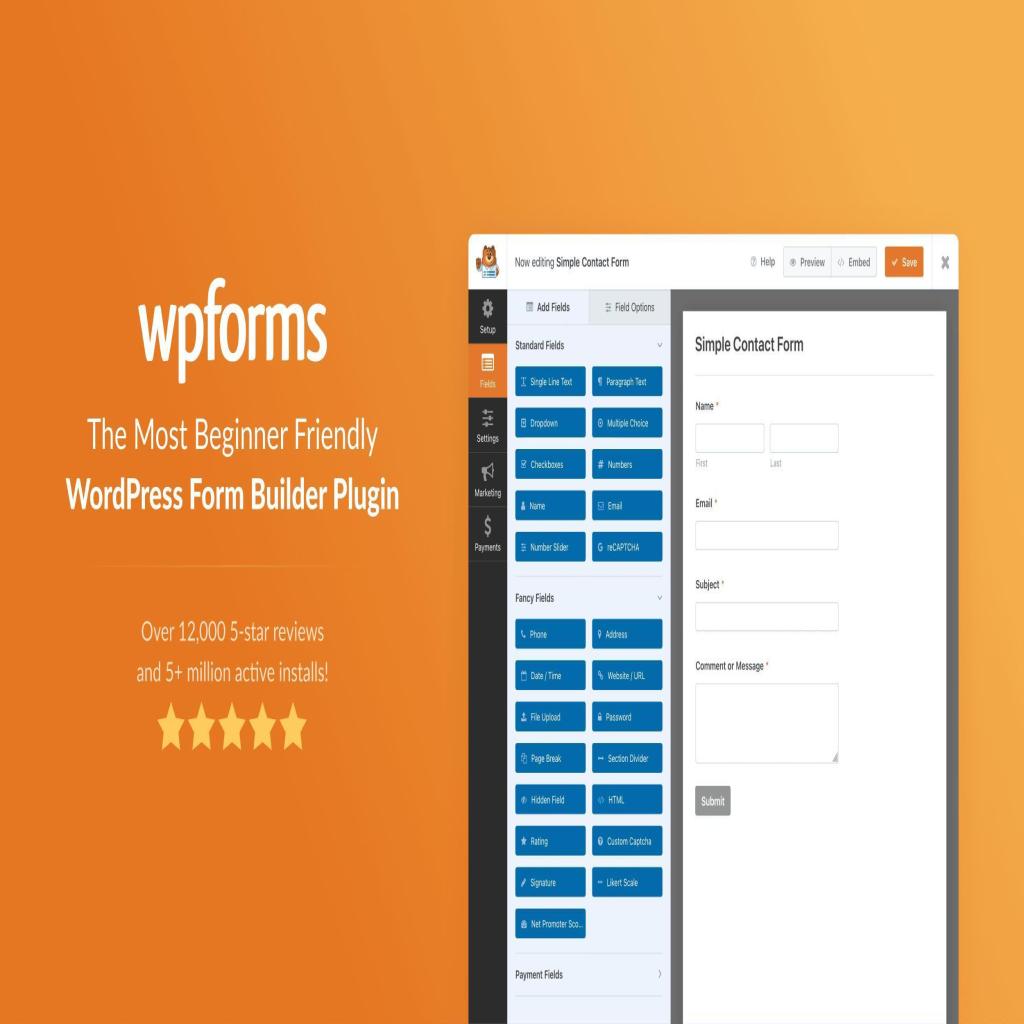 wpforms
The Most Beginner Friendly
WordPress Form Builder Plugin
Over 12,000 5-star reviews
and 5+ million active installs!
Now editing Simple Contact Form
Help
Preview
Embed
Save
Setup
Fields
Settings
Marketing
Payments
Add Fields
Field Options
Standard Fields
Single Line Text
Paragraph Text
Dropdown
Multiple Choice
Checkboxes
Numbers
Name
Email
Number Slider
reCAPTCHA
Fancy Fields
Phone
Address
Date / Time
Website / URL
File Upload
Password
Page Break
Section Divider
Hidden Field
HTML
Rating
Custom Captcha
Signature
Likert Scale
Net Promoter Sco...
Payment Fields
Simple Contact Form
Name *
First
Last
Email *
Subject *
Comment or Message *
Submit